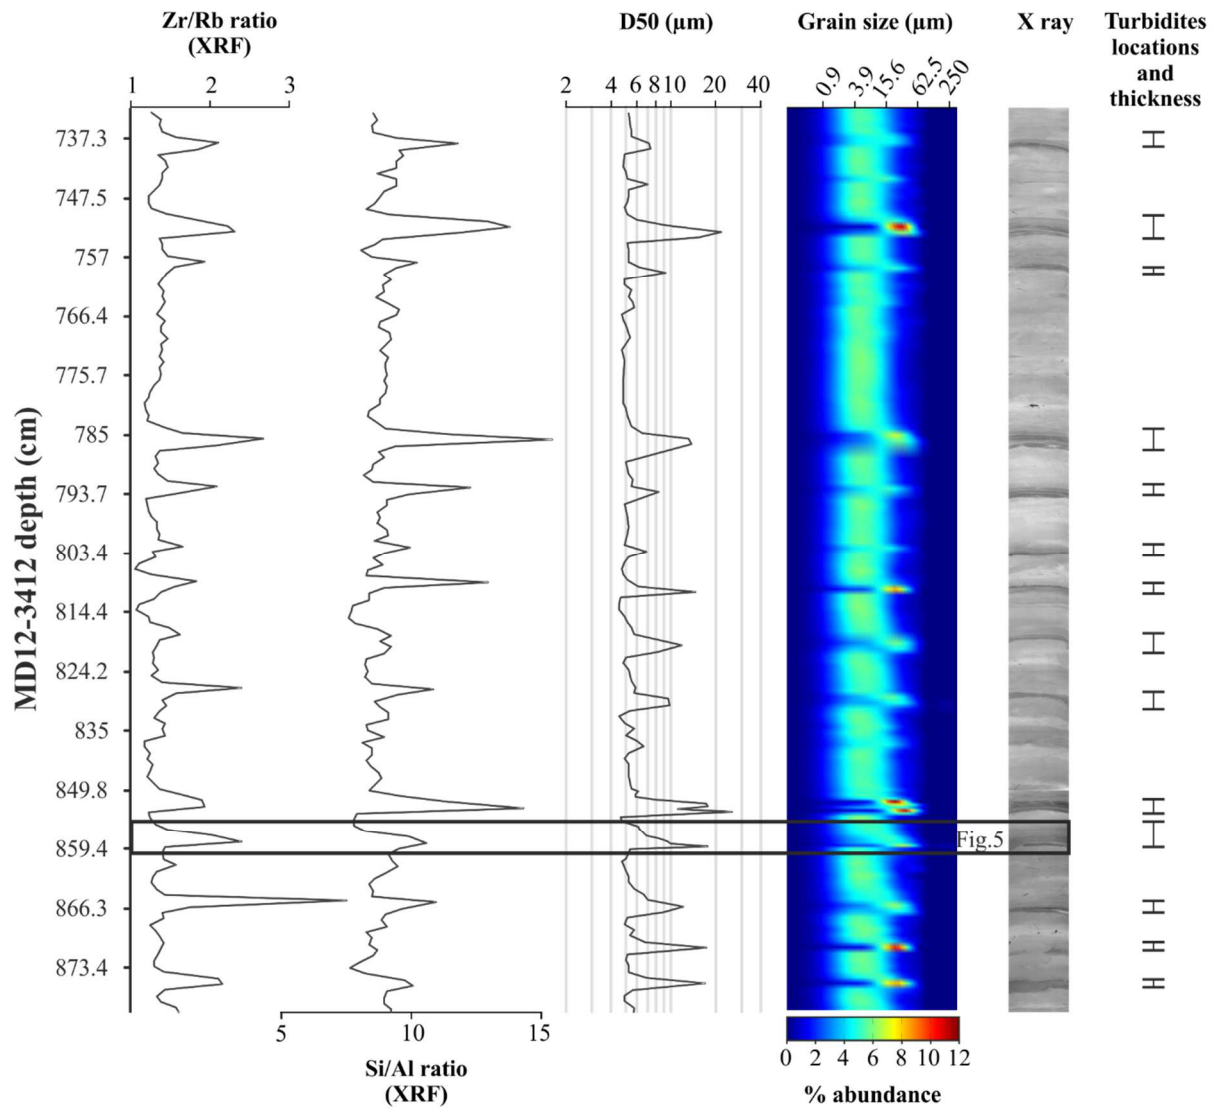 Zr/Rb ratio
(XRF)
D50 (μm)
Grain size (μm)
X ray
Turbidites
locations
and
thickness
1 2 3
2 4 6 8 10 20 40
0.9 3.9 15.6 62.5 250
MD12-3412 depth (cm)
737.3
747.5
757
766.4
775.7
785
793.7
803.4
814.4
824.2
835
849.8
859.4
866.3
873.4
Fig.5
5 10 15
Si/Al ratio
(XRF)
0 2 4 6 8 10 12
% abundance